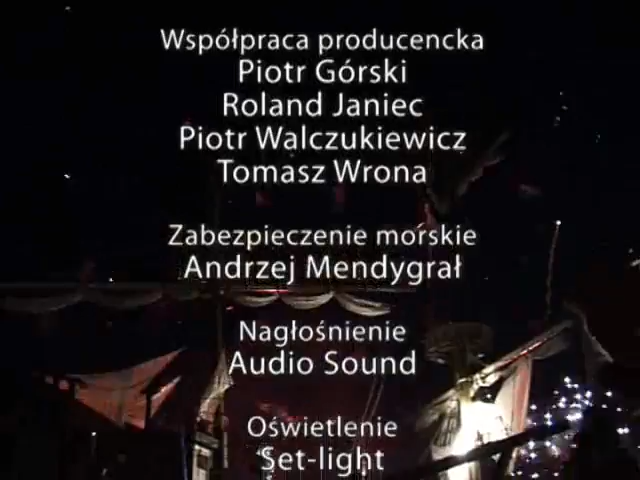 Współpraca producencka
Piotr Górski
Roland Janiec
Piotr Walczukiewicz
Tomasz Wrona
Zabezpieczenie morskie
Andrzej Mendygrał
Nagłośnienie
Audio Sound
Oświetlenie
Set-light